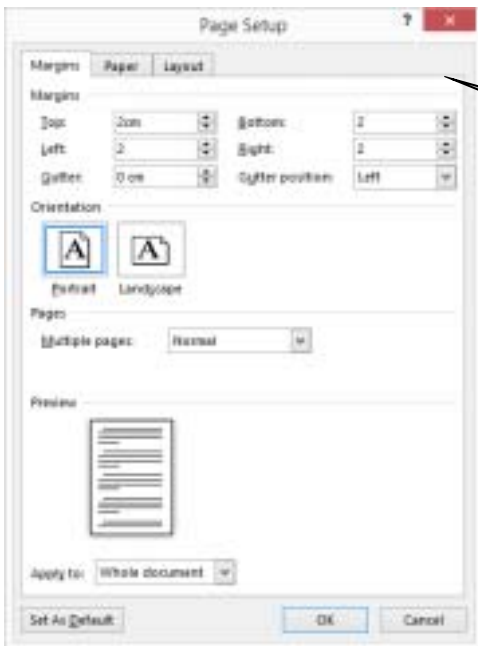 Page Setup ?
Margins Paper Layout
Margins
Top: 2cm Bottom: 2
Left: 2 Right: 2
Gutter: 0 cm Gutter position: Left
Orientation
A A
Portrait Landscape
Pages
Multiple pages: Normal
Preview
Apply to: Whole document
Set As Default OK Cancel